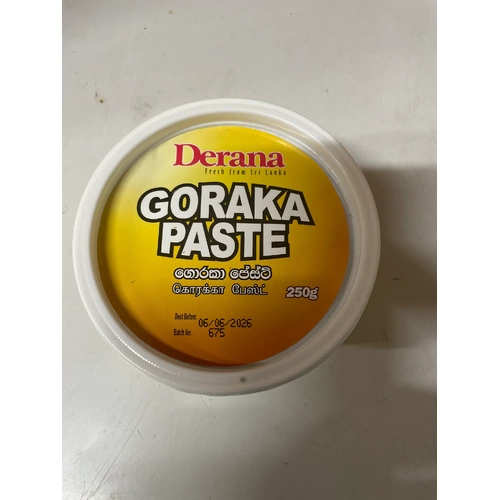 Derana
Fresh from Sri Lanka
GORAKA
PASTE
ගොරකා පේස්ට්
கொரக்கா பேஸ்ட்
250g
Best Before: 06/06/2026
Batch No: 675